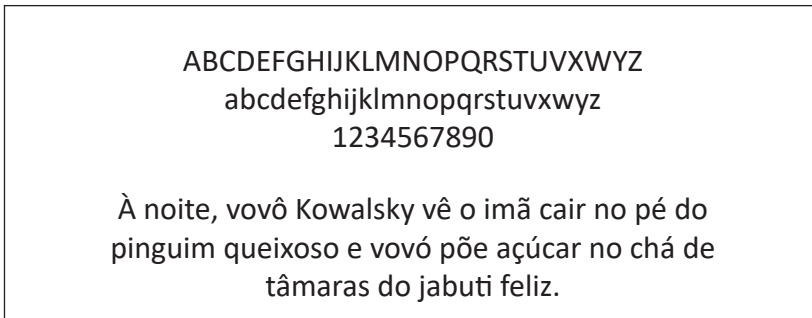 ABCDEFGHIJKLMNOPQRSTUVXWYZ
abcdefghijklmnopqrstuvxwyz
1234567890
À noite, vovô Kowalsky vê o imã cair no pé do
pinguim queixoso e vovó põe açúcar no chá de
tâmaras do jabuti feliz.